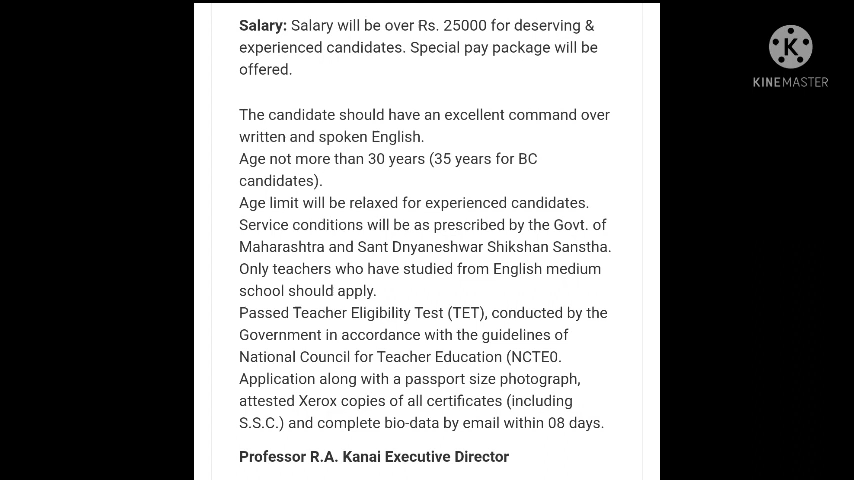 Salary: Salary will be over Rs. 25000 for deserving &
experienced candidates. Special pay package will be
offered.
The candidate should have an excellent command over
written and spoken English.
Age not more than 30 years (35 years for BC
candidates).
Age limit will be relaxed for experienced candidates.
Service conditions will be as prescribed by the Govt. of
Maharashtra and Sant Dnyaneshwar Shikshan Sanstha.
Only teachers who have studied from English medium
school should apply.
Passed Teacher Eligibility Test (TET), conducted by the
Government in accordance with the guidelines of
National Council for Teacher Education (NCTE0.
Application along with a passport size photograph,
attested Xerox copies of all certificates (including
S.S.C.) and complete bio-data by email within 08 days.
Professor R.A. Kanai Executive Director
K
KINEMASTER